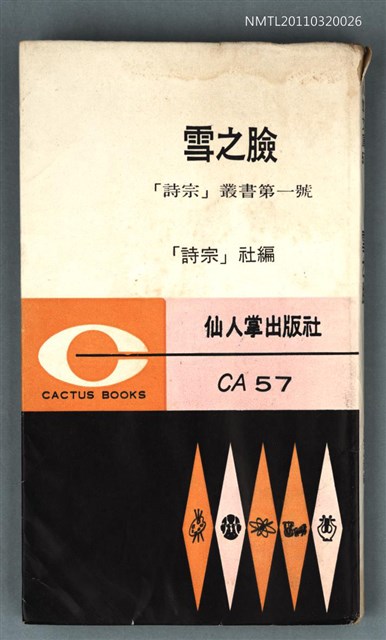 NMTL20110320026
雪之臉
「詩宗」叢書第一號
「詩宗」社編
仙人掌出版社
CACTUS BOOKS
CA 57